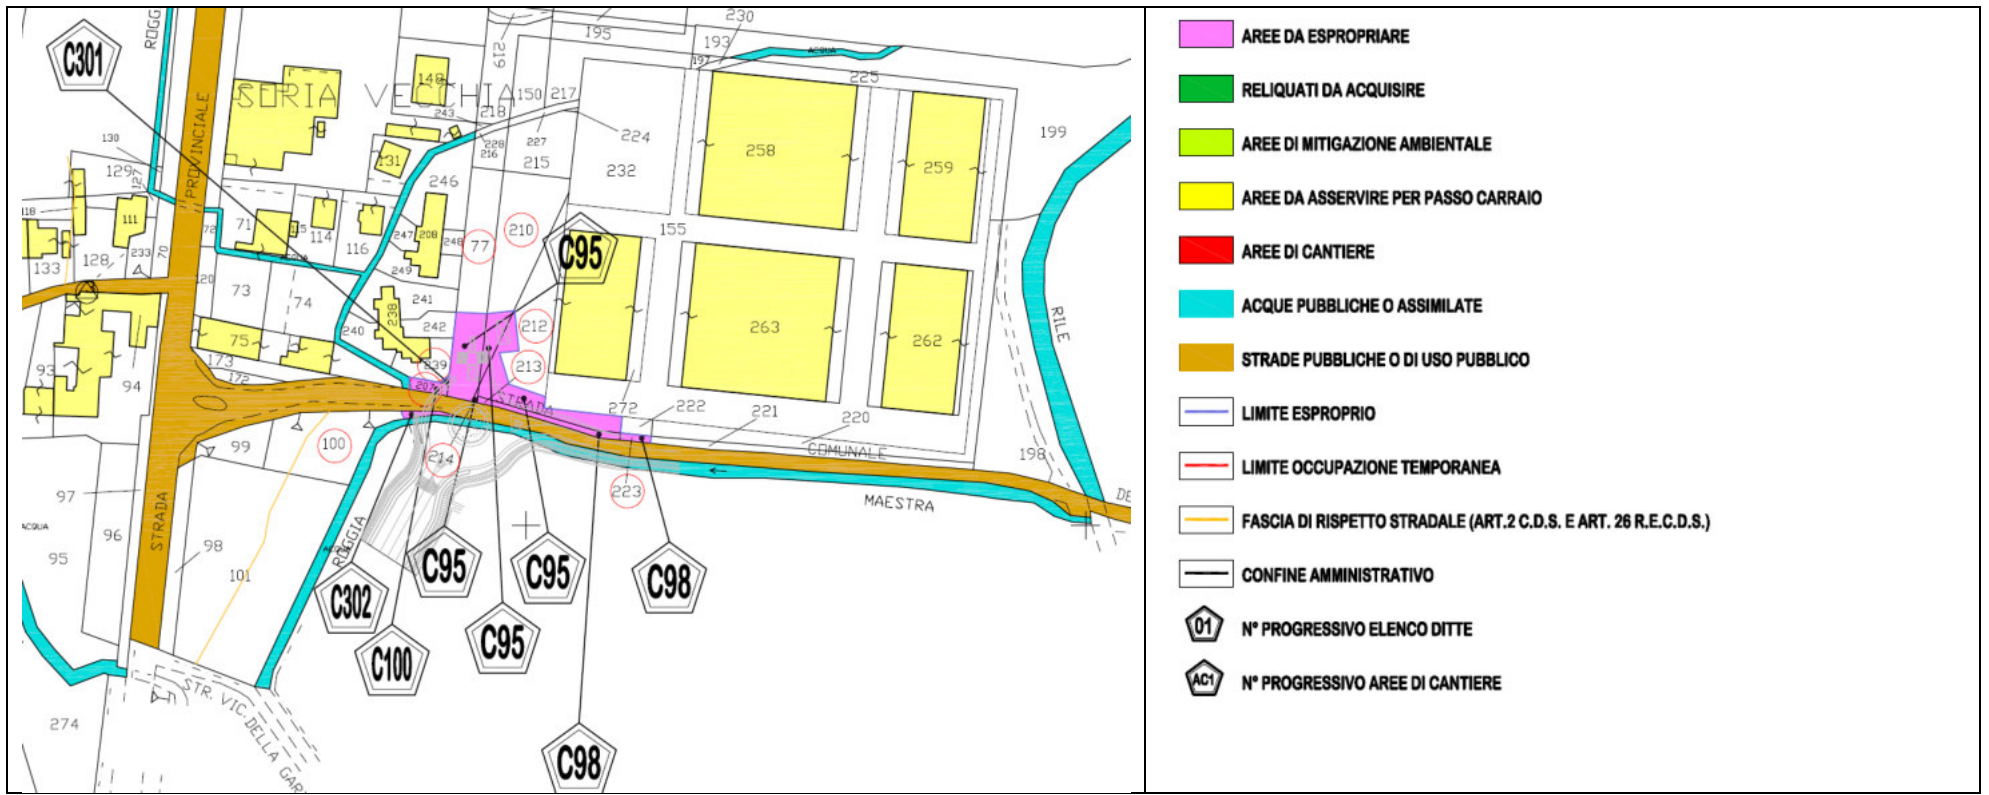 230
195
193
197
219
ACQUA
225
C301
ROGG
PROVINCIALE
SORIA VECCHIA
148
150
217
218
243
224
228
216
227
215
232
258
259
199
130
129
127
131
246
118
111
71
115
114
116
72
247
208
248
77
210
155
C95
133
128
233
70
ACQUA
249
120
73
74
241
238
242
240
212
213
239
207
263
262
RILE
75
173
172
93
94
STRADA
272
222
221
220
COMUNALE
198
99
100
214
223
MAESTRA
DE
97
96
98
95
ACQUA
101
STRADA
ROGGIA
C302
C95
C95
C98
C100
C95
C98
274
STR. VIC. DELLA GAR
AREE DA ESPROPRIARE
RELIQUATI DA ACQUISIRE
AREE DI MITIGAZIONE AMBIENTALE
AREE DA ASSERVIRE PER PASSO CARRAIO
AREE DI CANTIERE
ACQUE PUBBLICHE O ASSIMILATE
STRADE PUBBLICHE O DI USO PUBBLICO
LIMITE ESPROPRIO
LIMITE OCCUPAZIONE TEMPORANEA
FASCIA DI RISPETTO STRADALE (ART.2 C.D.S. E ART. 26 R.E.C.D.S.)
CONFINE AMMINISTRATIVO
01 N° PROGRESSIVO ELENCO DITTE
AC1 N° PROGRESSIVO AREE DI CANTIERE